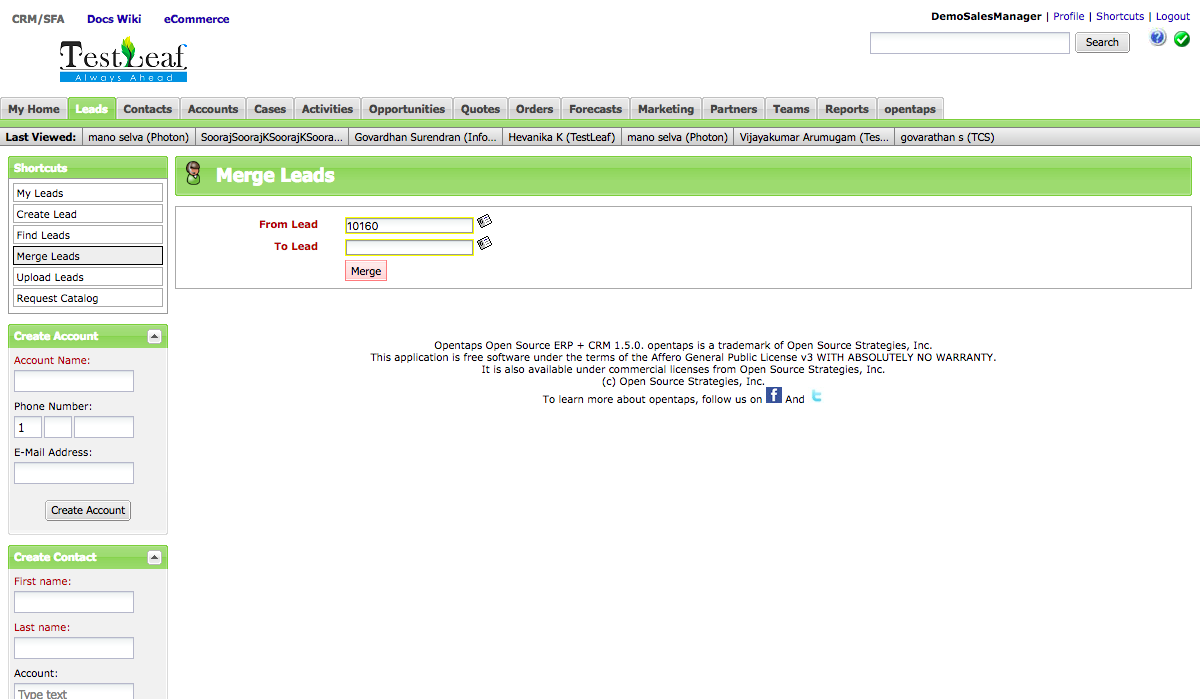 CRM/SFA Docs Wiki eCommerce
DemoSalesManager | Profile | Shortcuts | Logout
TestLeaf
Always Ahead
Search
My Home Leads Contacts Accounts Cases Activities Opportunities Quotes Orders Forecasts Marketing Partners Teams Reports opentaps
Last Viewed: mano selva (Photon) SoorajSoorajKSoorajKSoora... Govardhan Surendran (Info... Hevanika K (TestLeaf) mano selva (Photon) Vijayakumar Arumugam (Tes... govarathan s (TCS)
Shortcuts
My Leads
Create Lead
Find Leads
Merge Leads
Upload Leads
Request Catalog
Merge Leads
From Lead 10160
To Lead
Merge
Create Account
Account Name:
Phone Number:
1
E-Mail Address:
Create Account
Create Contact
First name:
Last name:
Account:
Type text
Opentaps Open Source ERP + CRM 1.5.0. opentaps is a trademark of Open Source Strategies, Inc.
This application is free software under the terms of the Affero General Public License v3 WITH ABSOLUTELY NO WARRANTY.
It is also available under commercial licenses from Open Source Strategies, Inc.
(c) Open Source Strategies, Inc.
To learn more about opentaps, follow us on f And t